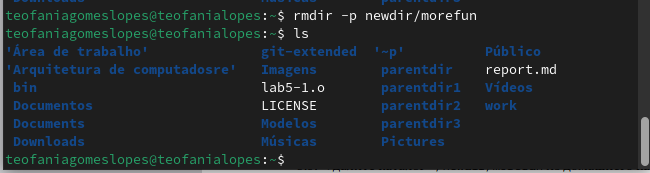 teofaniagomeslopes@teofanialopes:~$ rmdir -p newdir/morefun
teofaniagomeslopes@teofanialopes:~$ ls
'Área de trabalho' git-extended '~p' Público
'Arquitetura de computadosre' Imagens parentdir report.md
bin lab5-1.o parentdir1 Vídeos
Documentos LICENSE parentdir2 work
Documents Modelos parentdir3
Downloads Músicas Pictures
teofaniagomeslopes@teofanialopes:~$